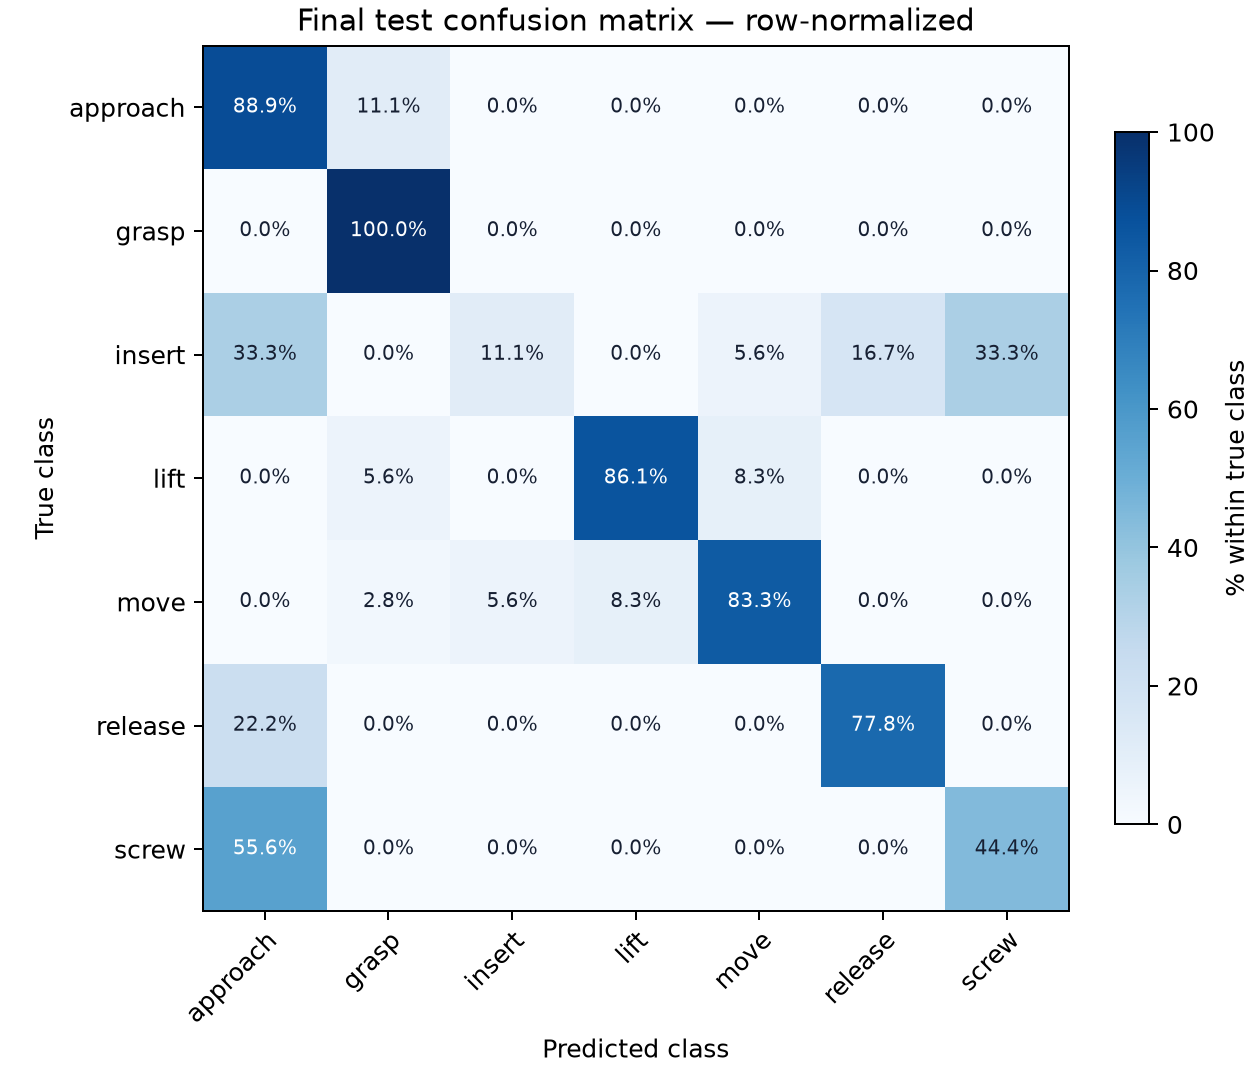 Final test confusion matrix — row-normalized
approach 88.9% 11.1% 0.0% 0.0% 0.0% 0.0% 0.0%
grasp 0.0% 100.0% 0.0% 0.0% 0.0% 0.0% 0.0%
insert 33.3% 0.0% 11.1% 0.0% 5.6% 16.7% 33.3%
lift 0.0% 5.6% 0.0% 86.1% 8.3% 0.0% 0.0%
move 0.0% 2.8% 5.6% 8.3% 83.3% 0.0% 0.0%
release 22.2% 0.0% 0.0% 0.0% 0.0% 77.8% 0.0%
screw 55.6% 0.0% 0.0% 0.0% 0.0% 0.0% 44.4%
approach grasp insert lift move release screw
Predicted class
True class
100
80
60
40
20
0
% within true class